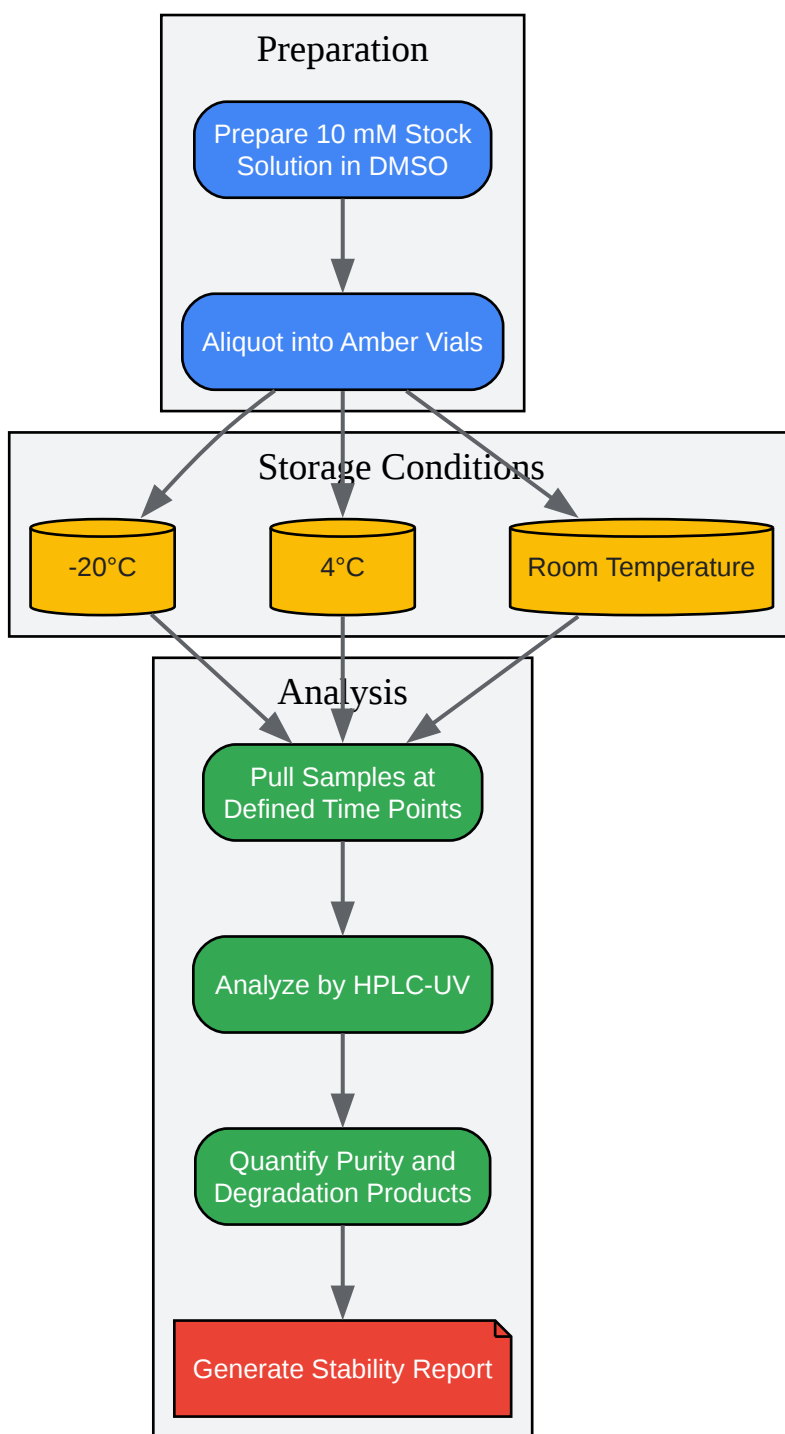 Preparation
Prepare 10 mM Stock
Solution in DMSO
Aliquot into Amber Vials
Storage Conditions
-20°C
4°C
Room Temperature
Analysis
Pull Samples at
Defined Time Points
Analyze by HPLC-UV
Quantify Purity and
Degradation Products
Generate Stability Report